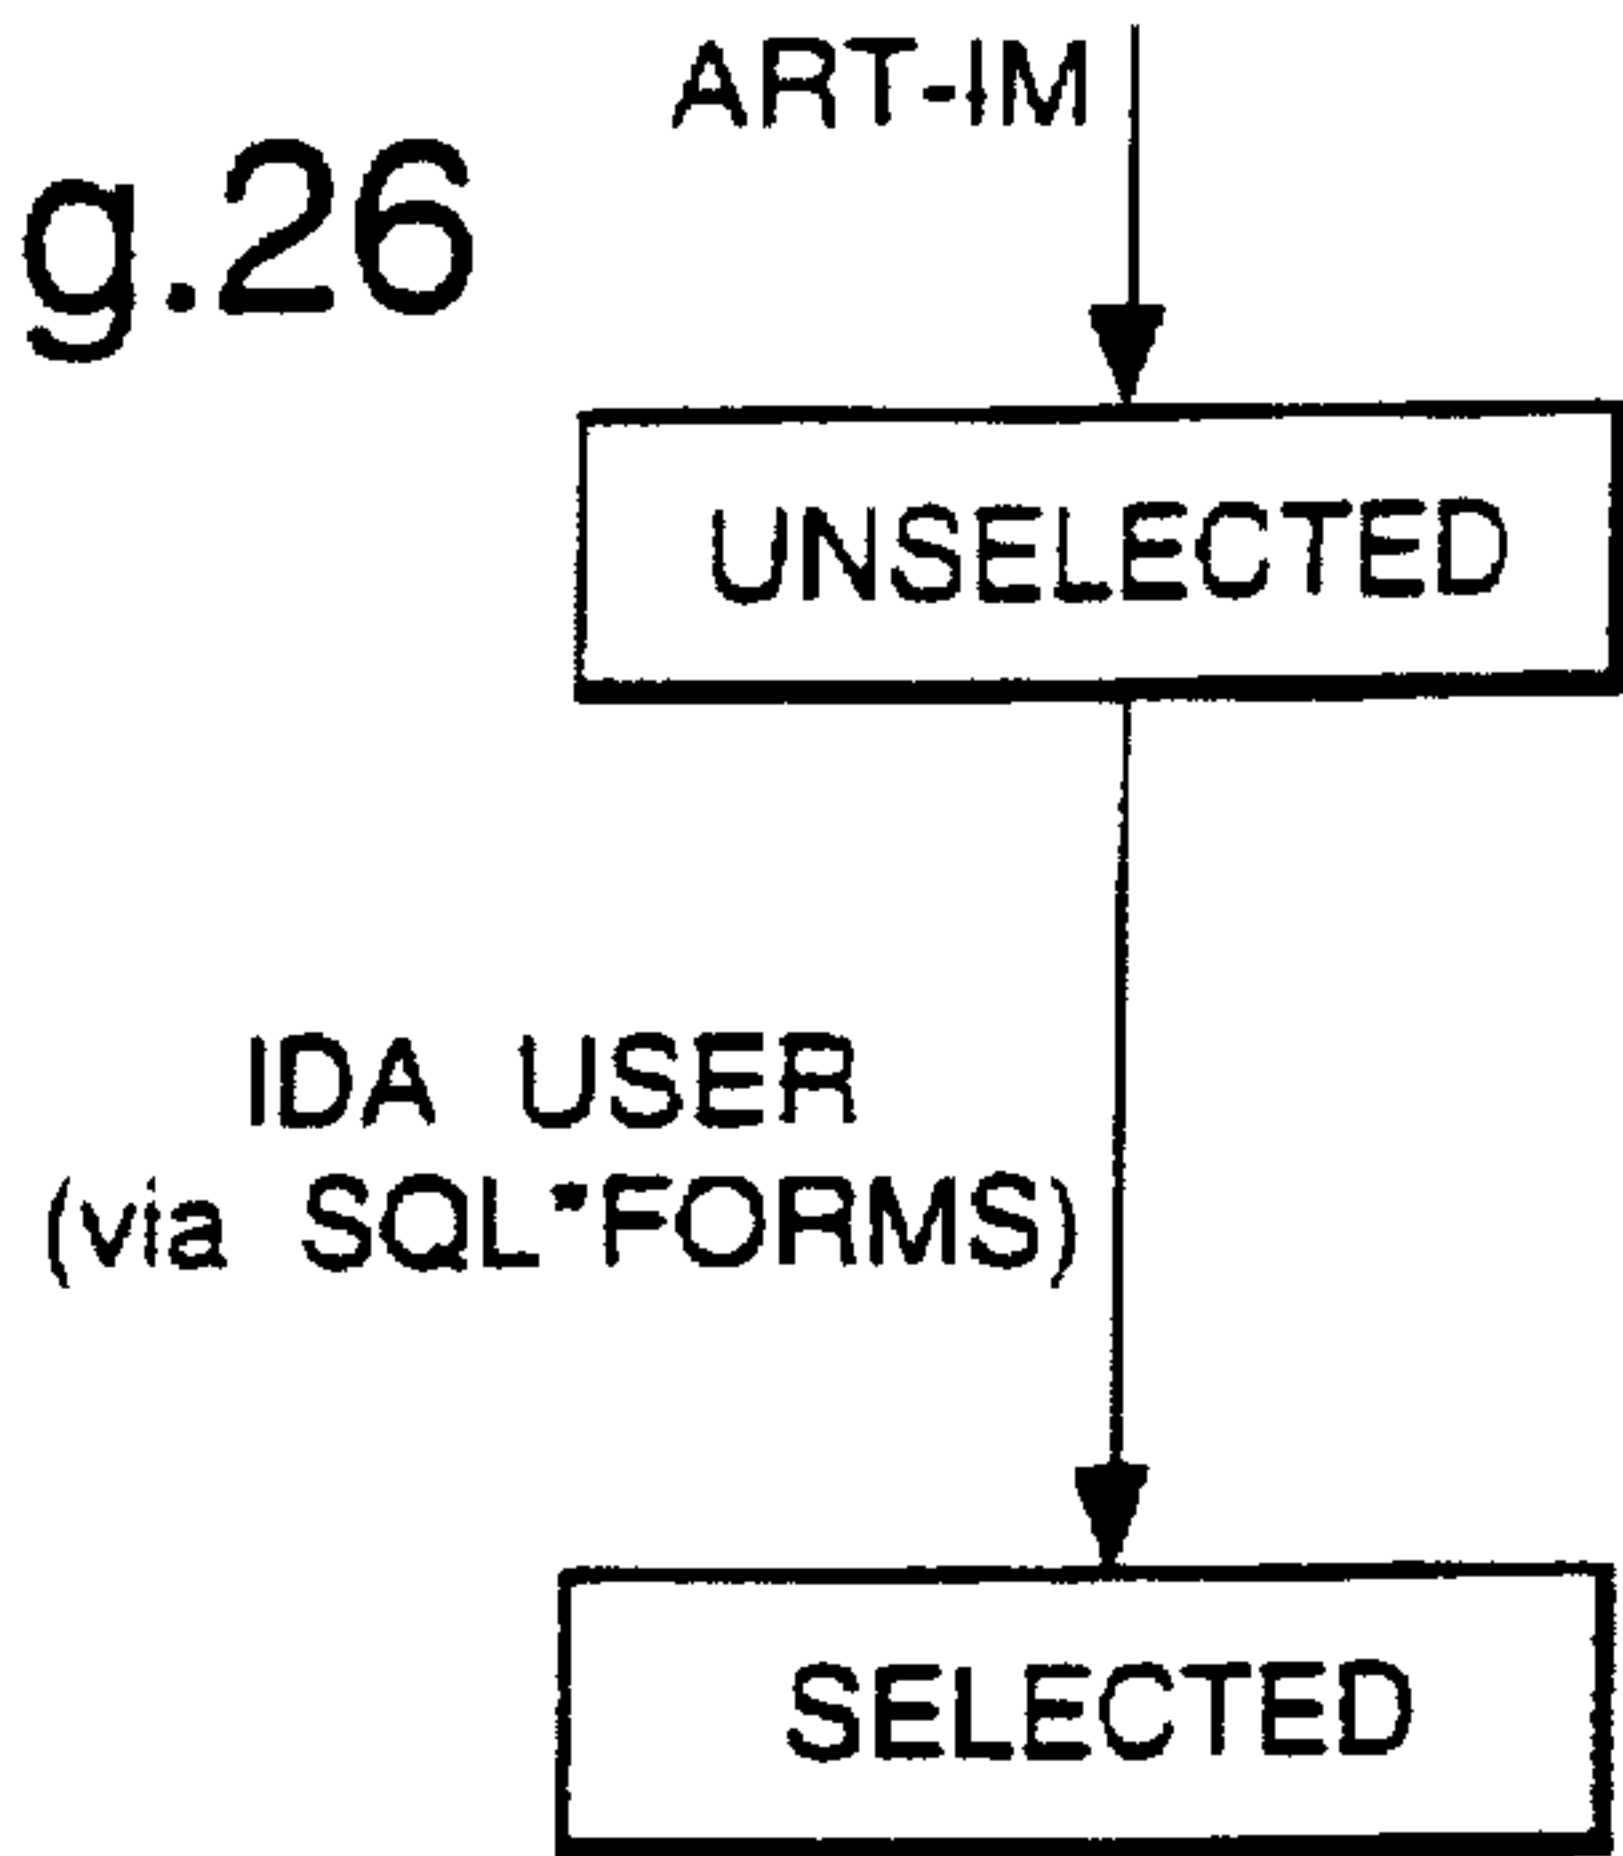 ART-IM
g.26
UNSELECTED
IDA USER
(via SQL*FORMS)
SELECTED